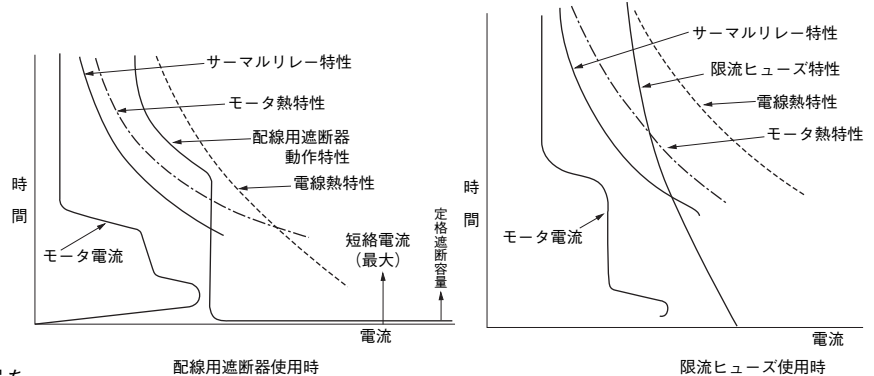 サーマルリレー特性
モータ熱特性
配線用遮断器
動作特性
電線熱特性
時間
モータ電流
短絡電流
（最大）
定格遮断容量
電流
配線用遮断器使用時
サーマルリレー特性
限流ヒューズ特性
電線熱特性
モータ熱特性
時間
モータ電流
電流
限流ヒューズ使用時